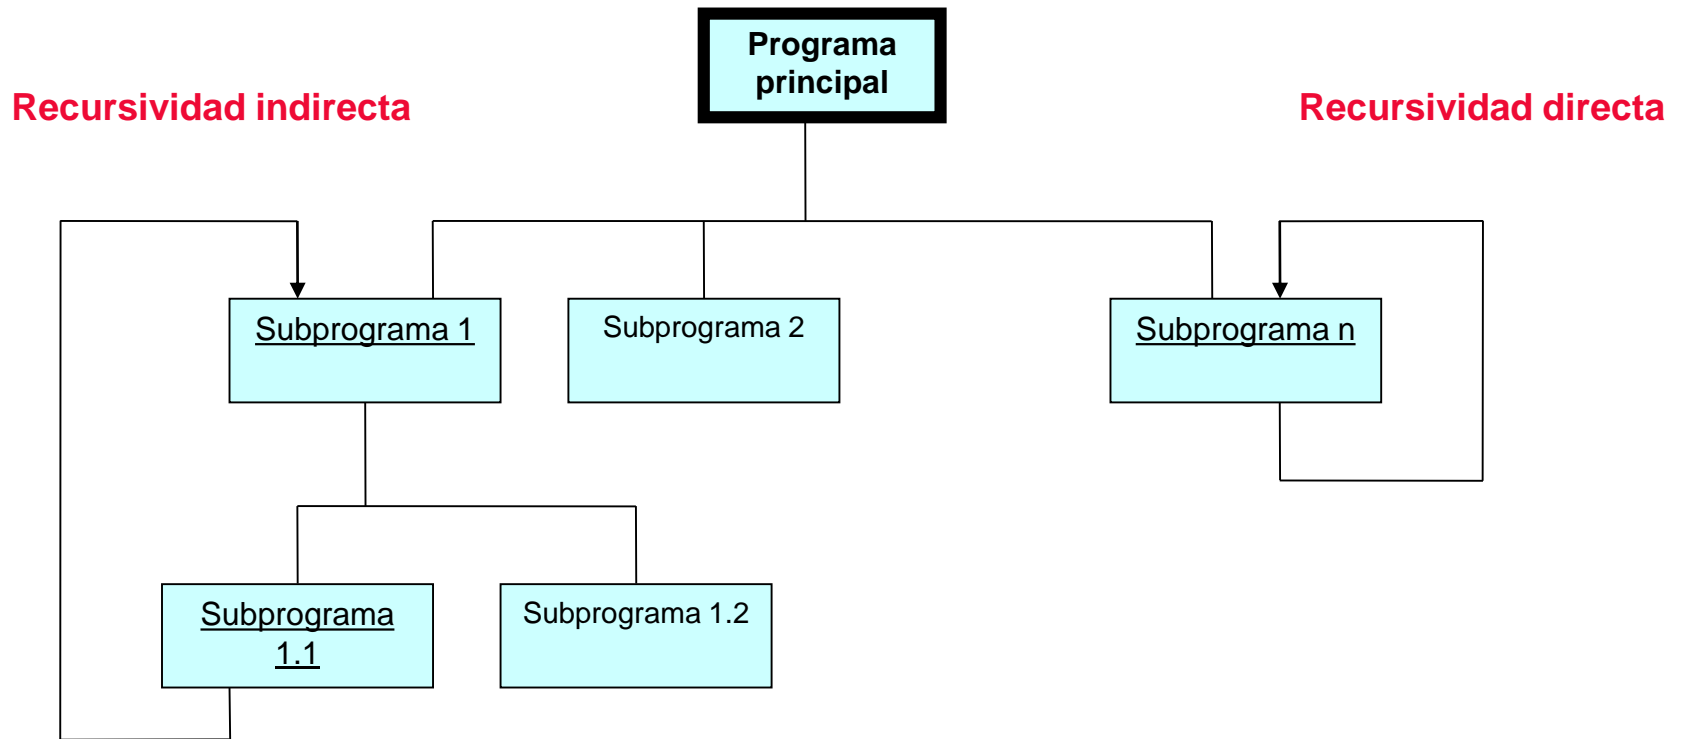 Programa
principal
Recursividad indirecta
Recursividad directa
Subprograma 1
Subprograma 2
Subprograma n
Subprograma
1.1
Subprograma 1.2